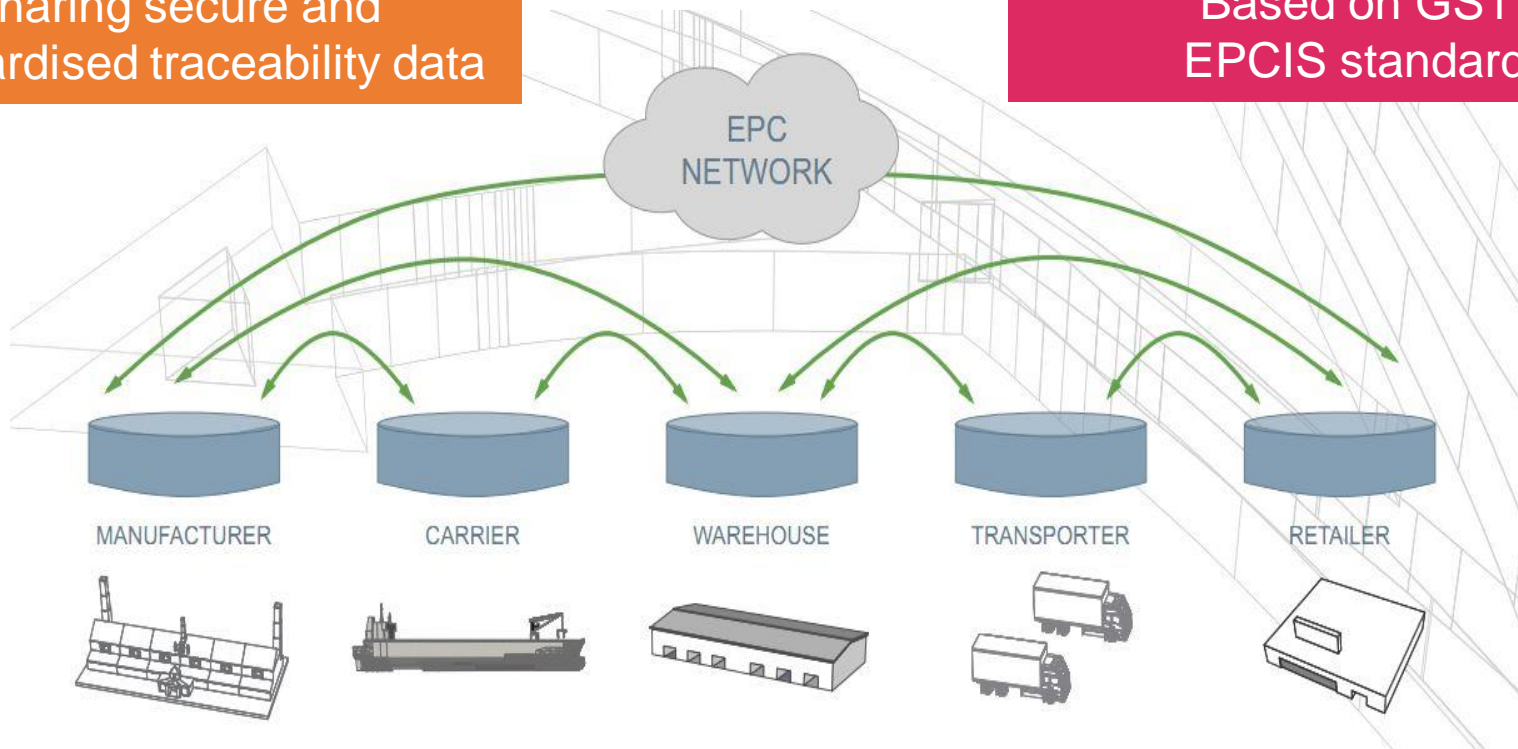 haring secure and
ardised traceability data
Based on GS1
EPCIS standard
EPC
NETWORK
MANUFACTURER
CARRIER
WAREHOUSE
TRANSPORTER
RETAILER